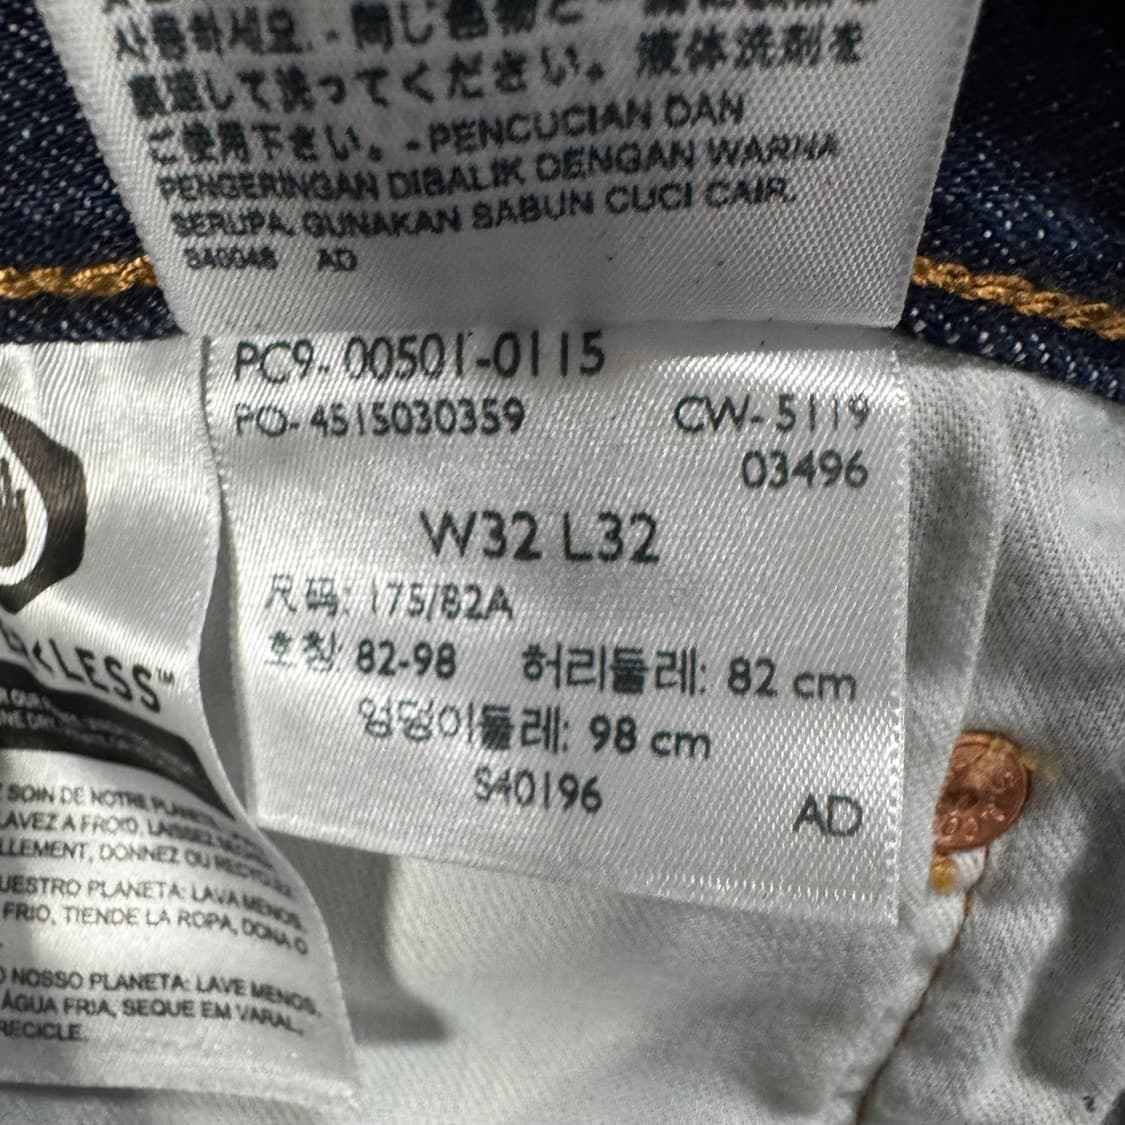 사용하세요. - 同じ色物と
洗ってください。液体洗剤を
ご使用下さい。 -PENCUCIAN DAN
PENGERINGAN DIBALIK DENGAN WARNA
SERUPA, GUNAKAN SABUN CUCI CAIR.
S40048 AD
PC9- 00501-0115
PO- 4515030359 CW- 5119
03496
W32 L32
尺码: 175/82A
호칭 82-98 허리둘레: 82 cm
엉덩이둘레: 98 cm
S40196
AD
LESS™
SOIN DE NOTRE PLANÈTE
LAVEZ A FROID, LAISSEZ
LLEMENT, DONNEZ OU RECYCLEZ
UESTRO PLANETA: LAVA MENOS,
FRIO, TIENDE LA ROPA, DONA O
O NOSSO PLANETA: LAVE MENOS,
ÁGUA FRIA, SEQUE EM VARAL,
RECICLE.